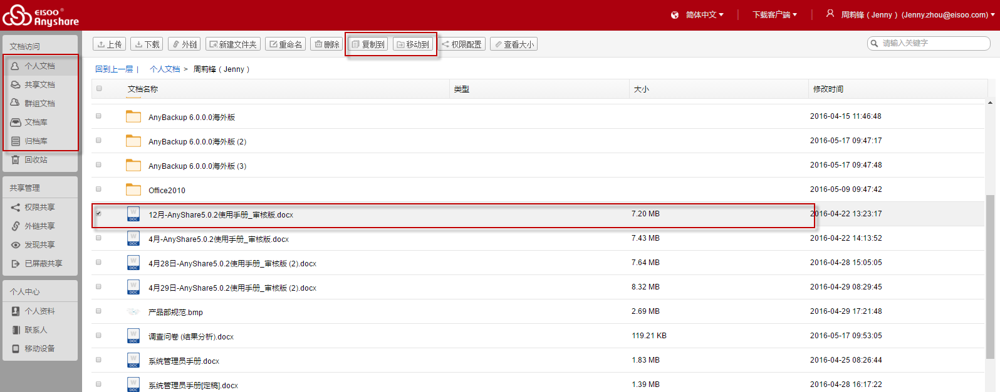 EISOO®
Anyshare
简体中文
下载客户端
周莉锋（Jenny）(Jenny.zhou@eisoo.com)
文档访问
个人文档
共享文档
群组文档
文档库
归档库
回收站
共享管理
权限共享
外链共享
发现共享
已屏蔽共享
个人中心
个人资料
联系人
移动设备
上传 下载 外链 新建文件夹 重命名 删除 复制到 移动到 权限配置 查看大小
请输入关键字
回到上一层 | 个人文档 > 周莉锋（Jenny）
文档名称 类型 大小 修改时间
AnyBackup 6.0.0.0海外版 2016-04-15 11:46:48
AnyBackup 6.0.0.0海外版 (2) 2016-05-17 09:47:17
AnyBackup 6.0.0.0海外版 (3) 2016-05-17 09:47:48
Office2010 2016-05-09 09:47:42
W DOC 12月-AnyShare5.0.2使用手册_审核版.docx 7.20 MB 2016-04-22 13:23:17
W DOC 4月-AnyShare5.0.2使用手册_审核版.docx 7.43 MB 2016-04-22 14:13:52
W DOC 4月28日-AnyShare5.0.2使用手册_审核版 (2).docx 7.64 MB 2016-04-28 15:05:05
W DOC 4月29日-AnyShare5.0.2使用手册_审核版 (2).docx 8.32 MB 2016-04-29 08:29:45
产品部规范.bmp 2.69 MB 2016-04-29 17:21:48
W DOC 调查问卷 (结果分析).docx 119.21 KB 2016-05-17 09:53:05
W DOC 系统管理员手册.docx 1.83 MB 2016-04-25 08:26:44
W DOC 系统管理员手册[定稿].docx 1.39 MB 2016-04-28 16:17:22